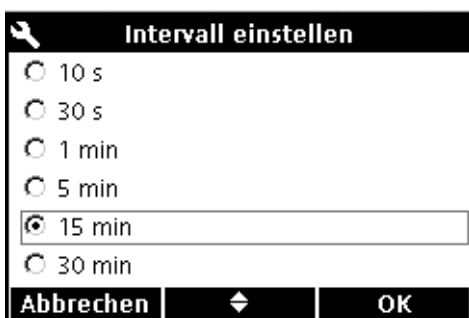 Intervall einstellen
10 s
30 s
1 min
5 min
15 min
30 min
Abbrechen OK